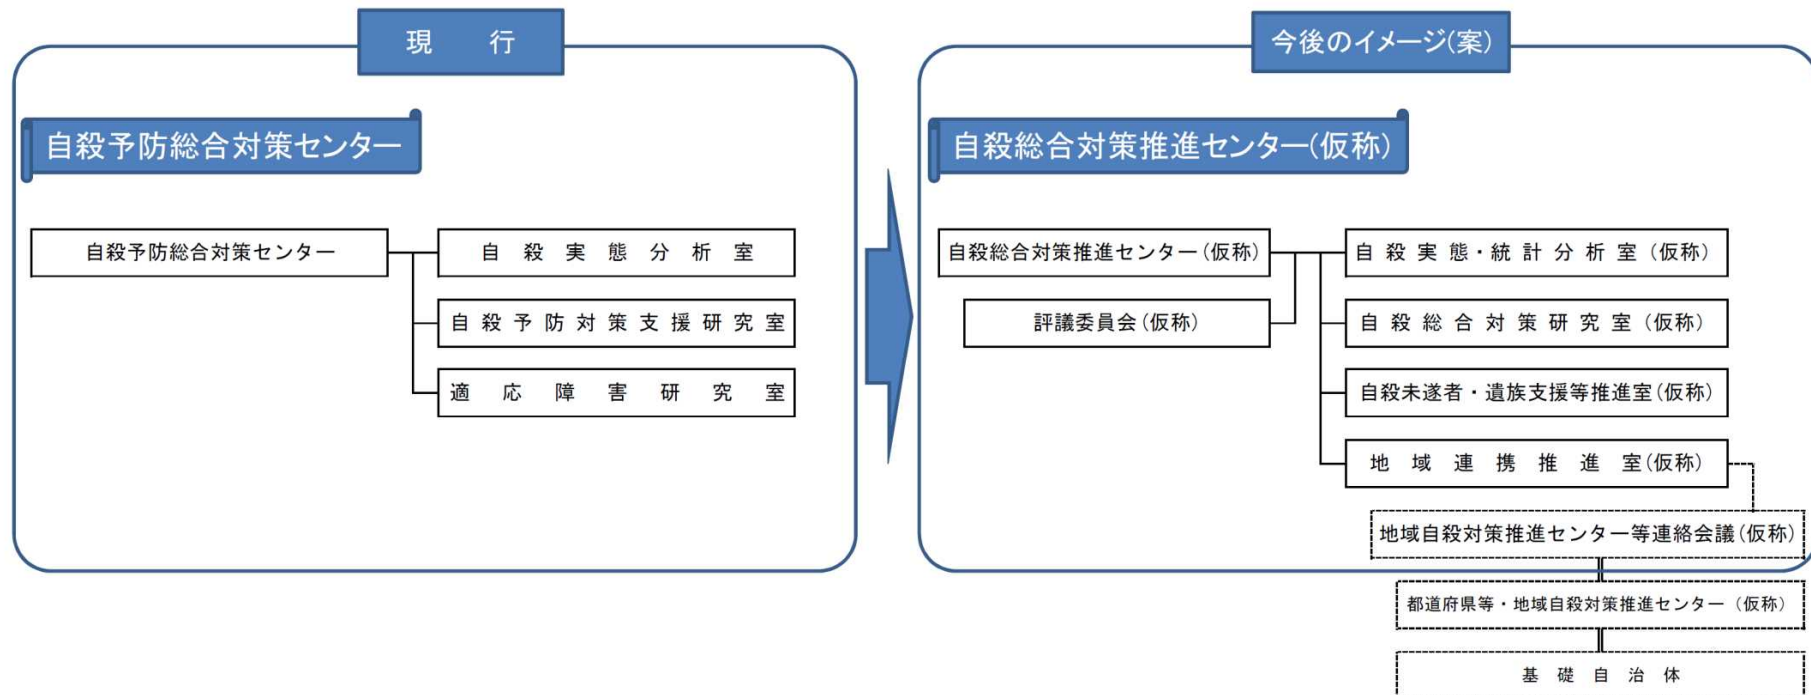 現 行
自殺予防総合対策センター
自殺予防総合対策センター
自殺実態分析室
自殺予防対策支援研究室
適応障害研究室
今後のイメージ(案)
自殺総合対策推進センター(仮称)
自殺総合対策推進センター(仮称)
評議委員会(仮称)
自殺実態・統計分析室(仮称)
自殺総合対策研究室(仮称)
自殺未遂者・遺族支援等推進室(仮称)
地域連携推進室(仮称)
地域自殺対策推進センター等連絡会議(仮称)
都道府県等・地域自殺対策推進センター(仮称)
基礎自治体